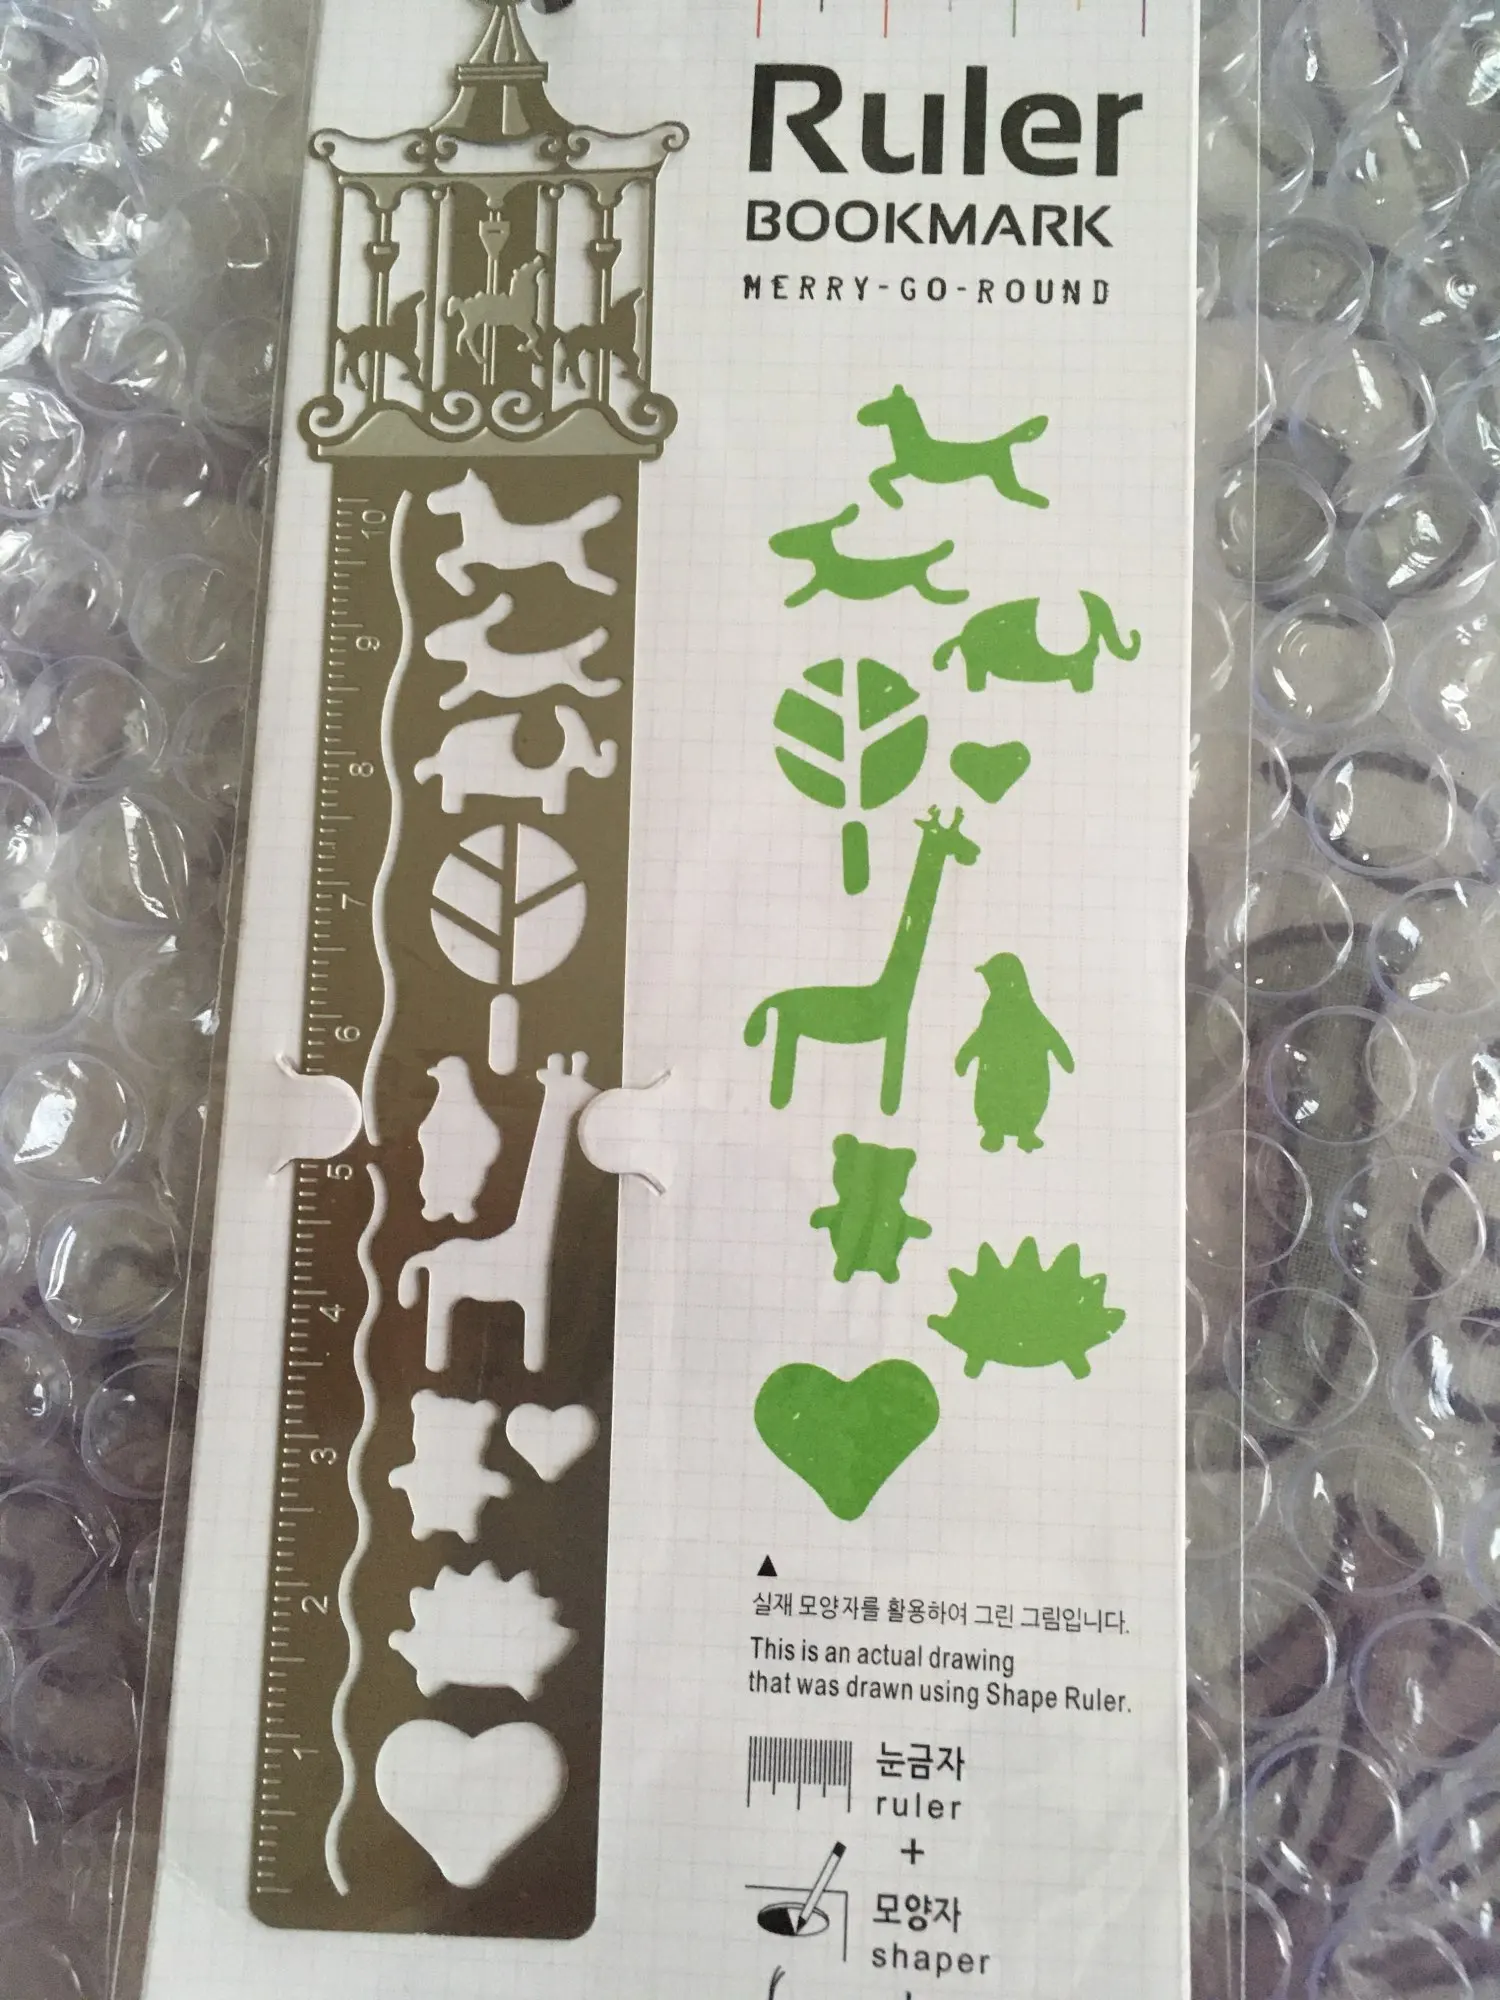 Ruler
BOOKMARK
MERRY-GO-ROUND
10
9
8
7
6
5
4
3
2
1
실재 모양자를 활용하여 그린 그림입니다.
This is an actual drawing
that was drawn using Shape Ruler.
눈금자
ruler
+
모양자
shaper